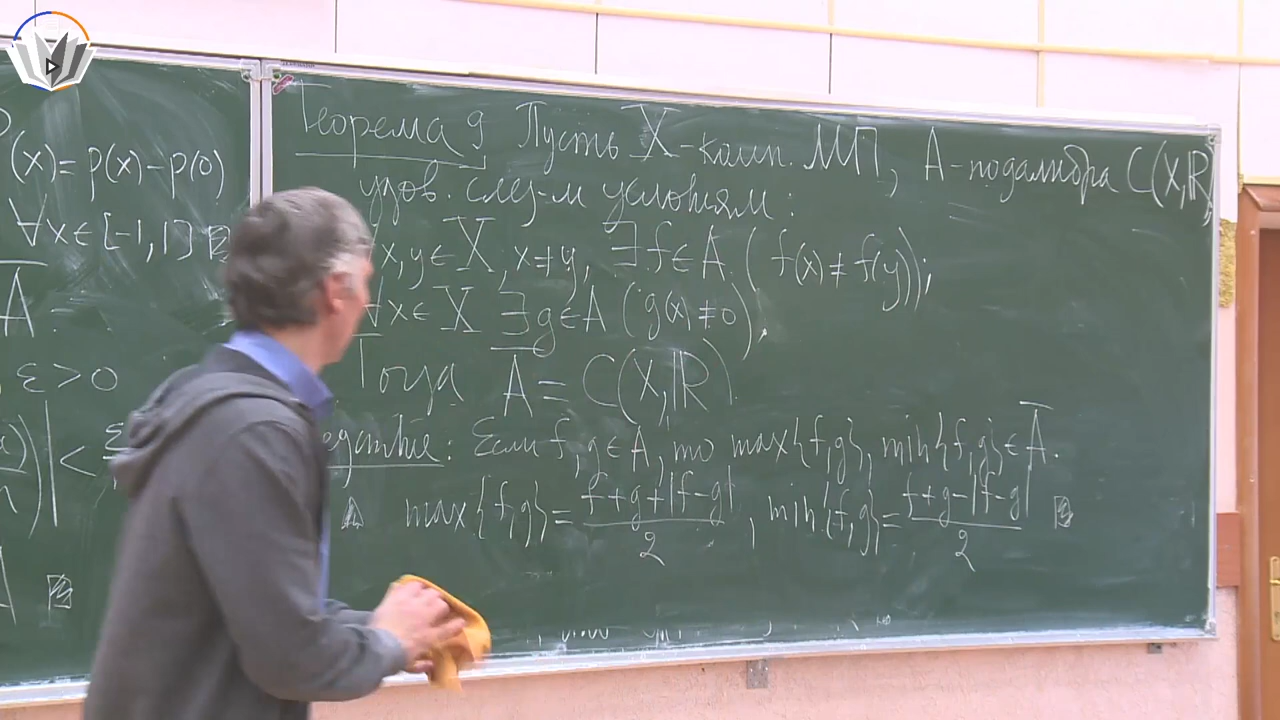 (x)= p(x)-p(0)
∀x∈[-1,1]
A.
ε>0
Теорема 9 Пусть X-комп. МП, A-подалгебра C(X,ℝ),
удов. след-м условиям:
x,y∈X, x≠y, ∃f∈A (f(x)≠f(y));
∀x∈X ∃g∈A (g(x)≠0),
Тогда A̅ = C(X,ℝ).
едствие: Если f,g∈A, то max{f,g}, min{f,g}∈A̅.
max{f,g}= (f+g+|f-g|)/2, min{f,g}= (f+g-|f-g|)/2